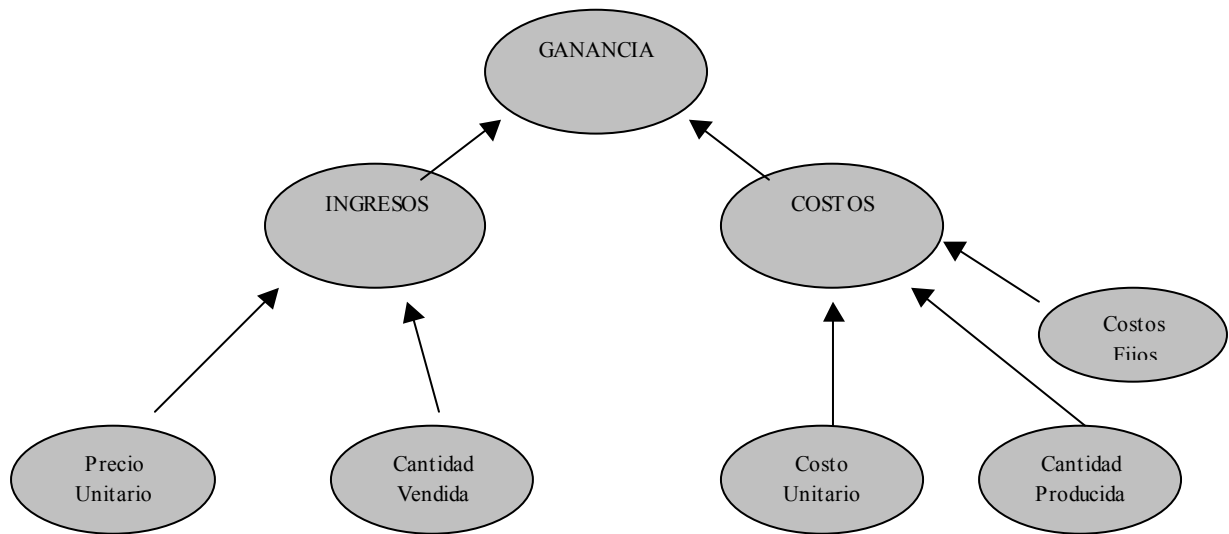 GANANCIA
INGRESOS
COSTOS
Costos
Fijos
Precio
Unitario
Cantidad
Vendida
Costo
Unitario
Cantidad
Producida